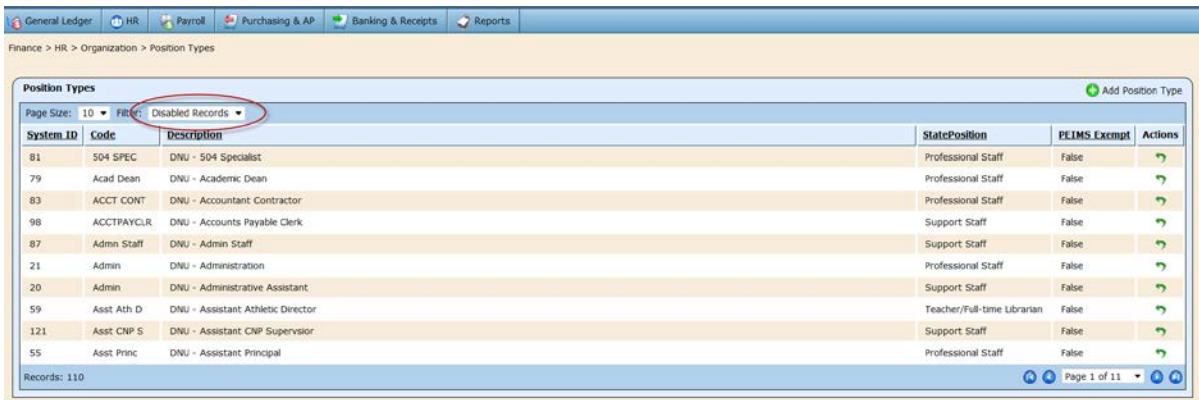 General Ledger HR Payroll Purchasing & AP Banking & Receipts Reports
Finance > HR > Organization > Position Types
Position Types Add Position Type
Page Size: 10 Filter: Disabled Records
System ID Code Description StatePosition PEIMS Exempt Actions
81 504 SPEC DNU - 504 Specialist Professional Staff False
79 Acad Dean DNU - Academic Dean Professional Staff False
83 ACCT CONT DNU - Accountant Contractor Professional Staff False
98 ACCTPAYCLR DNU - Accounts Payable Clerk Support Staff False
87 Admn Staff DNU - Admin Staff Support Staff False
21 Admin DNU - Administration Professional Staff False
20 Admin DNU - Administrative Assistant Support Staff False
59 Asst Ath D DNU - Assistant Athletic Director Teacher/Full-time Librarian False
121 Asst CNP S DNU - Assistant CNP Supervsior Support Staff False
55 Asst Princ DNU - Assistant Principal Professional Staff False
Records: 110 Page 1 of 11